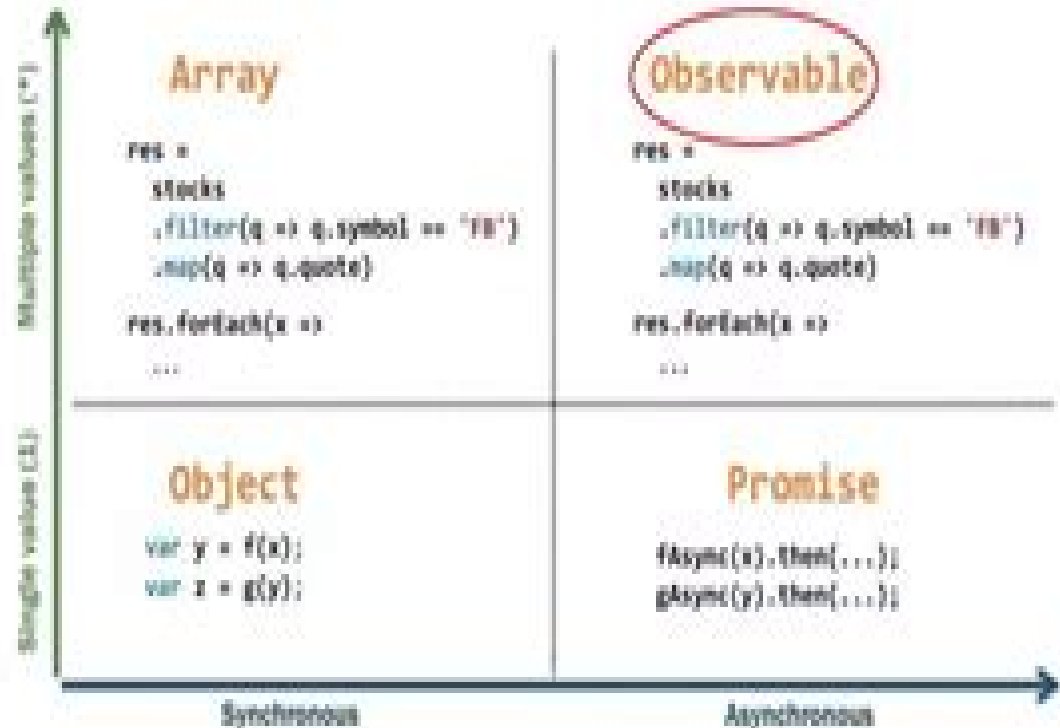 Multiple values (*)
Array
res =
stocks
.filter(q => q.symbol == 'FB')
.map(q => q.quote)
res.forEach(x =>
...
Observable
res =
stocks
.filter(q => q.symbol == 'FB')
.map(q => q.quote)
res.forEach(x =>
...
Single value (1)
Object
var y = f(x);
var z = g(y);
Promise
fAsync(x).then(...);
gAsync(y).then(...);
Synchronous
Asynchronous